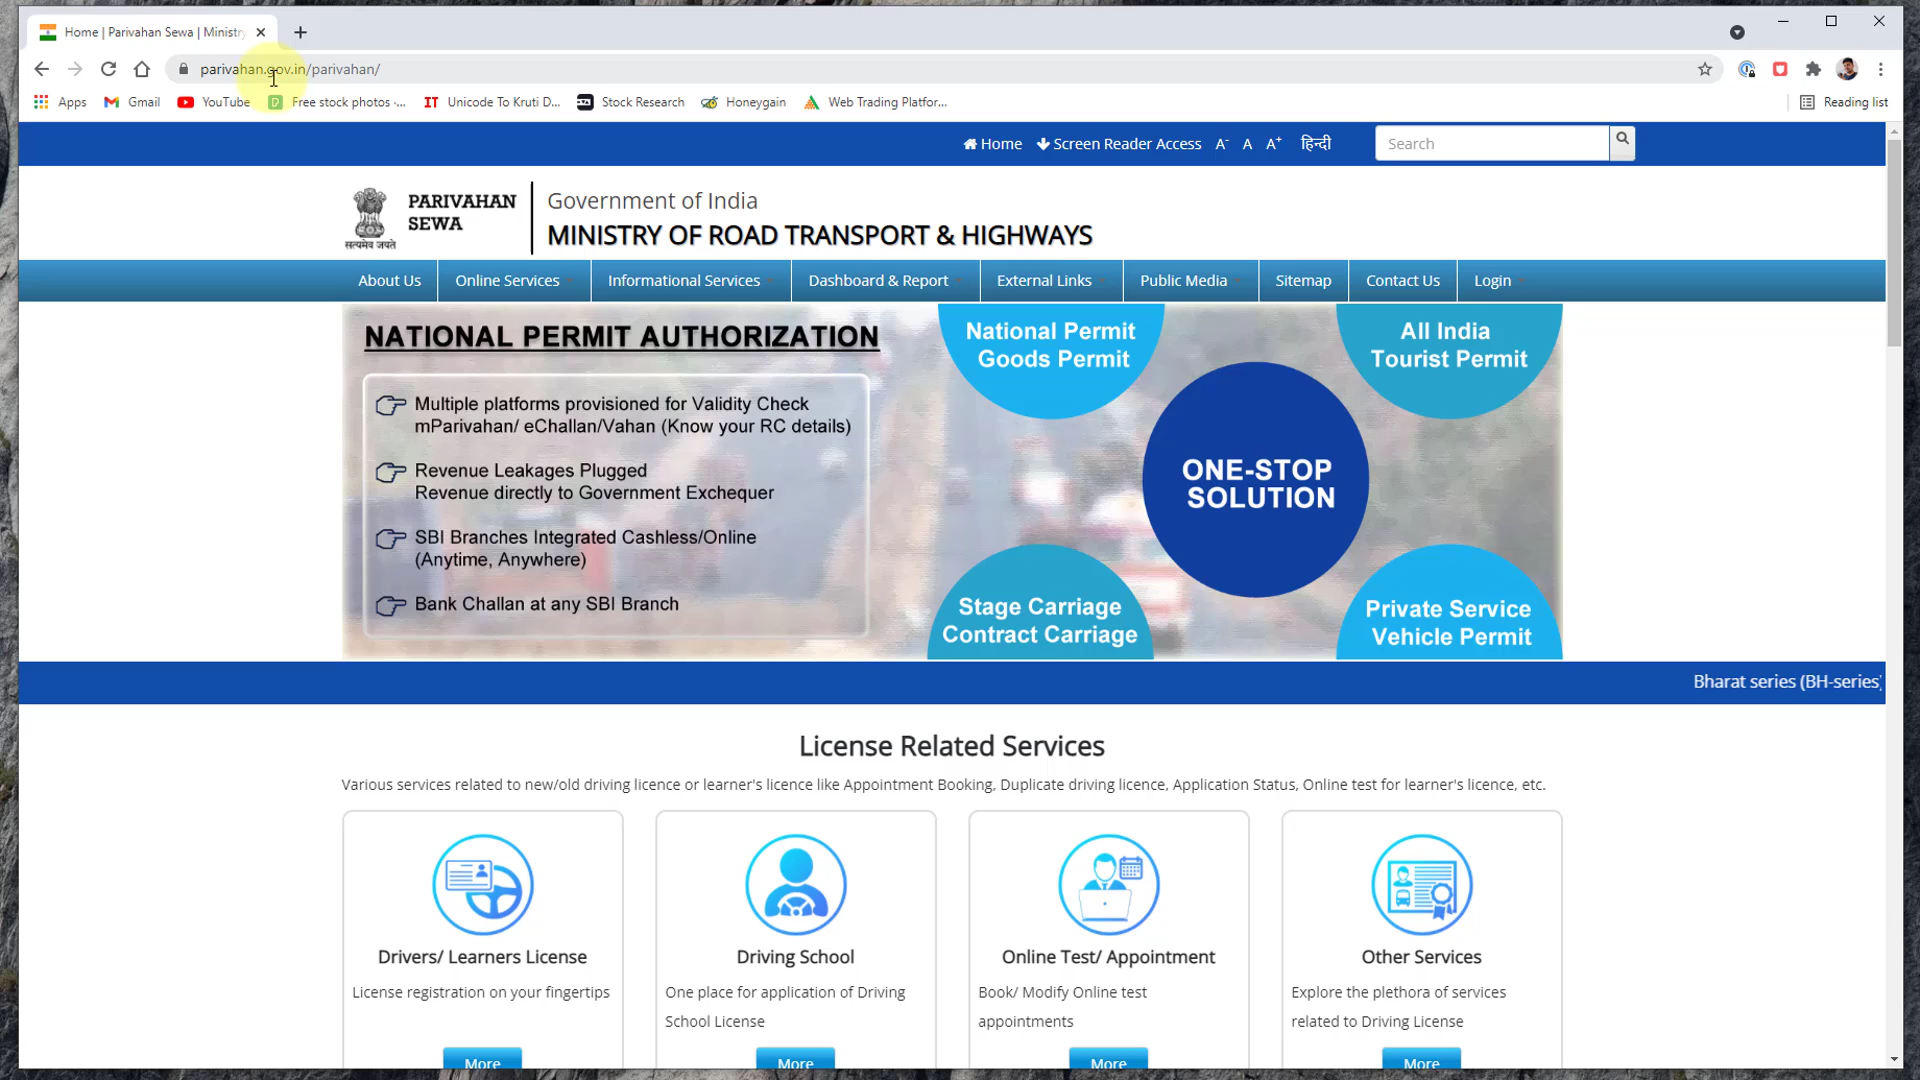 Home | Parivahan Sewa | Ministry
parivahan.gov.in/parivahan/
Apps Gmail YouTube Free stock photos -... Unicode To Kruti D... Stock Research Honeygain Web Trading Platfor... Reading list
Home Screen Reader Access A- A A+ हिन्दी Search
PARIVAHAN
SEWA
सत्यमेव जयते
Government of India
MINISTRY OF ROAD TRANSPORT & HIGHWAYS
About Us Online Services Informational Services Dashboard & Report External Links Public Media Sitemap Contact Us Login
NATIONAL PERMIT AUTHORIZATION
Multiple platforms provisioned for Validity Check
mParivahan/ eChallan/Vahan (Know your RC details)
Revenue Leakages Plugged
Revenue directly to Government Exchequer
SBI Branches Integrated Cashless/Online
(Anytime, Anywhere)
Bank Challan at any SBI Branch
National Permit
Goods Permit
All India
Tourist Permit
ONE-STOP
SOLUTION
Stage Carriage
Contract Carriage
Private Service
Vehicle Permit
Bharat series (BH-series)
License Related Services
Various services related to new/old driving licence or learner's licence like Appointment Booking, Duplicate driving licence, Application Status, Online test for learner's licence, etc.
Drivers/ Learners License
License registration on your fingertips
More
Driving School
One place for application of Driving
School License
More
Online Test/ Appointment
Book/ Modify Online test
appointments
More
Other Services
Explore the plethora of services
related to Driving License
More